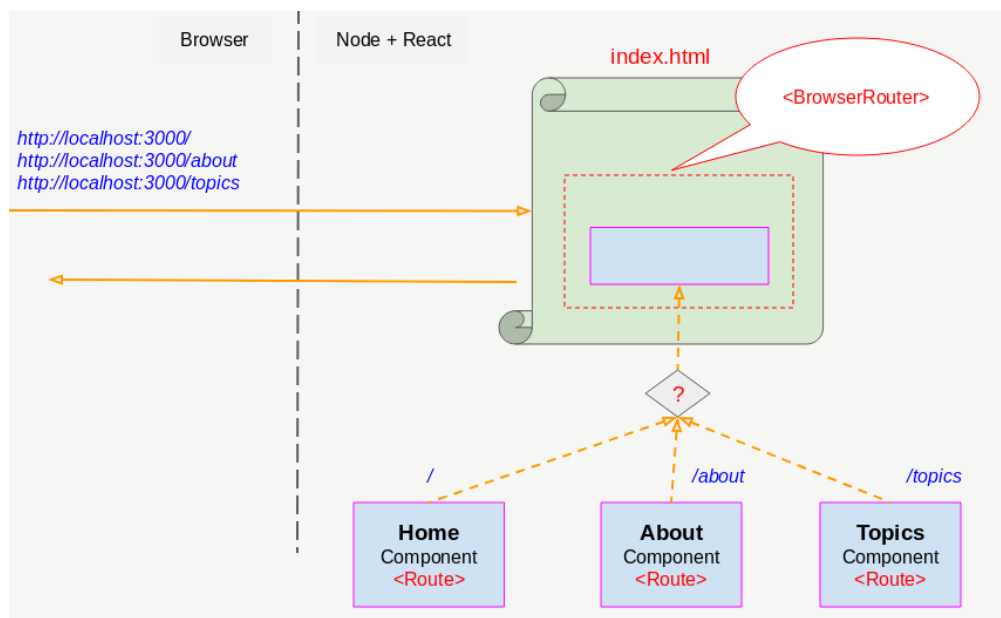 Browser
Node + React
index.html
<BrowserRouter>
http://localhost:3000/
http://localhost:3000/about
http://localhost:3000/topics
?
/
/about
/topics
Home
Component
<Route>
About
Component
<Route>
Topics
Component
<Route>